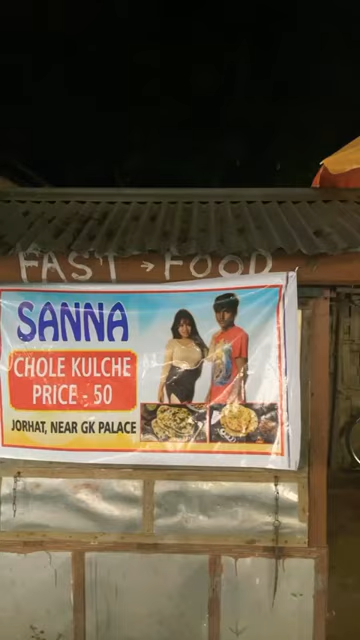 FAST → FOOD
SANNA
CHOLE KULCHE
PRICE - 50
JORHAT, NEAR GK PALACE